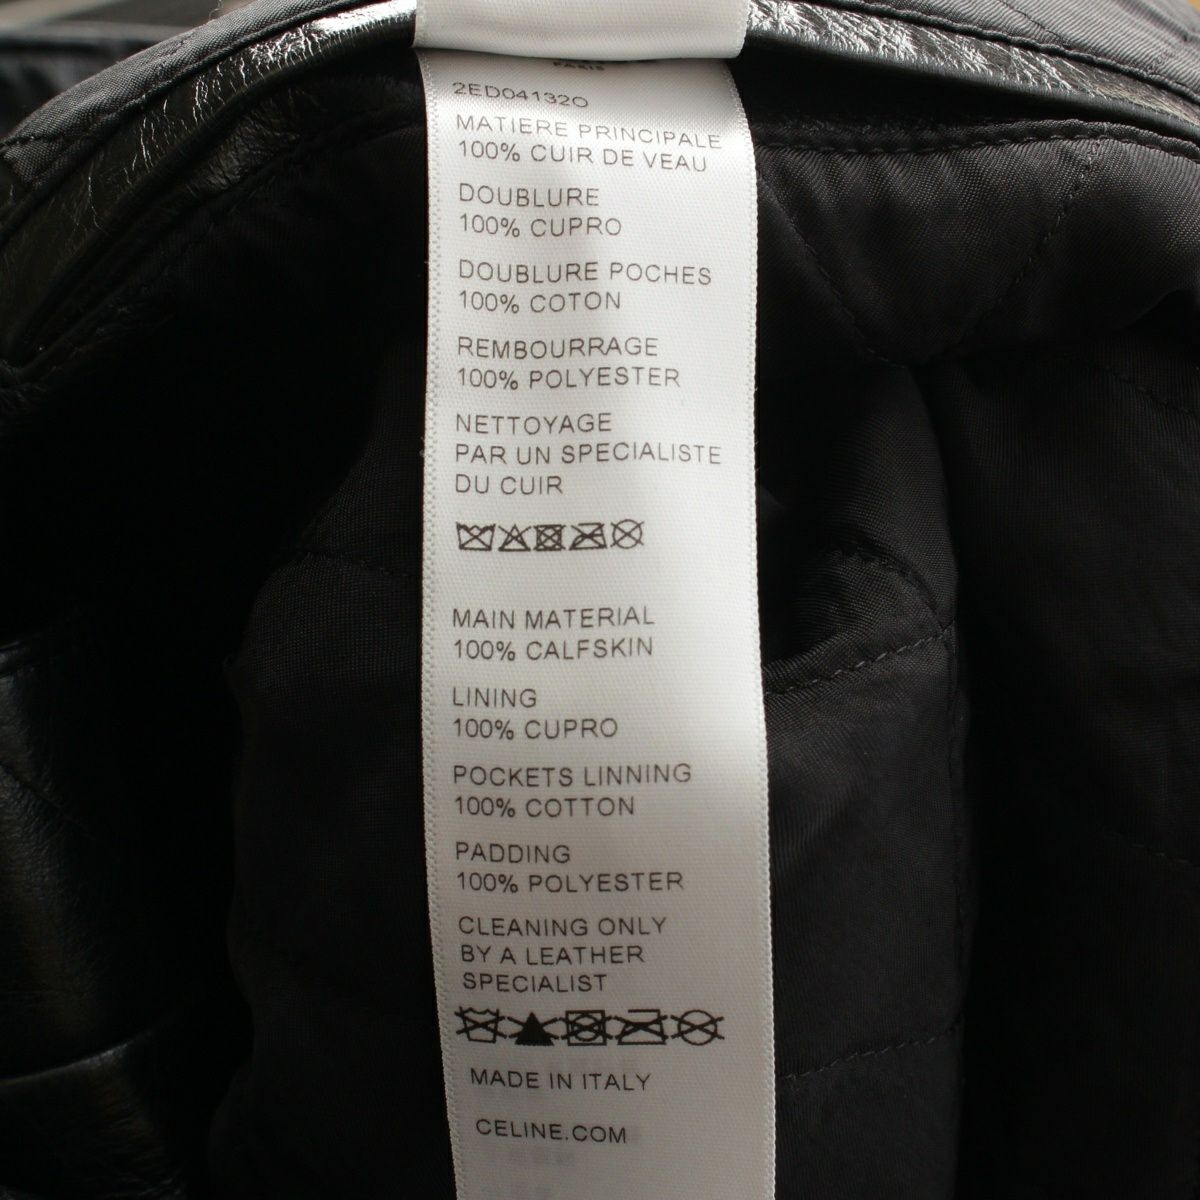 PARIS
2ED04132O
MATIERE PRINCIPALE
100% CUIR DE VEAU
DOUBLURE
100% CUPRO
DOUBLURE POCHES
100% COTON
REMBOURRAGE
100% POLYESTER
NETTOYAGE
PAR UN SPECIALISTE
DU CUIR
MAIN MATERIAL
100% CALFSKIN
LINING
100% CUPRO
POCKETS LINNING
100% COTTON
PADDING
100% POLYESTER
CLEANING ONLY
BY A LEATHER
SPECIALIST
MADE IN ITALY
CELINE.COM